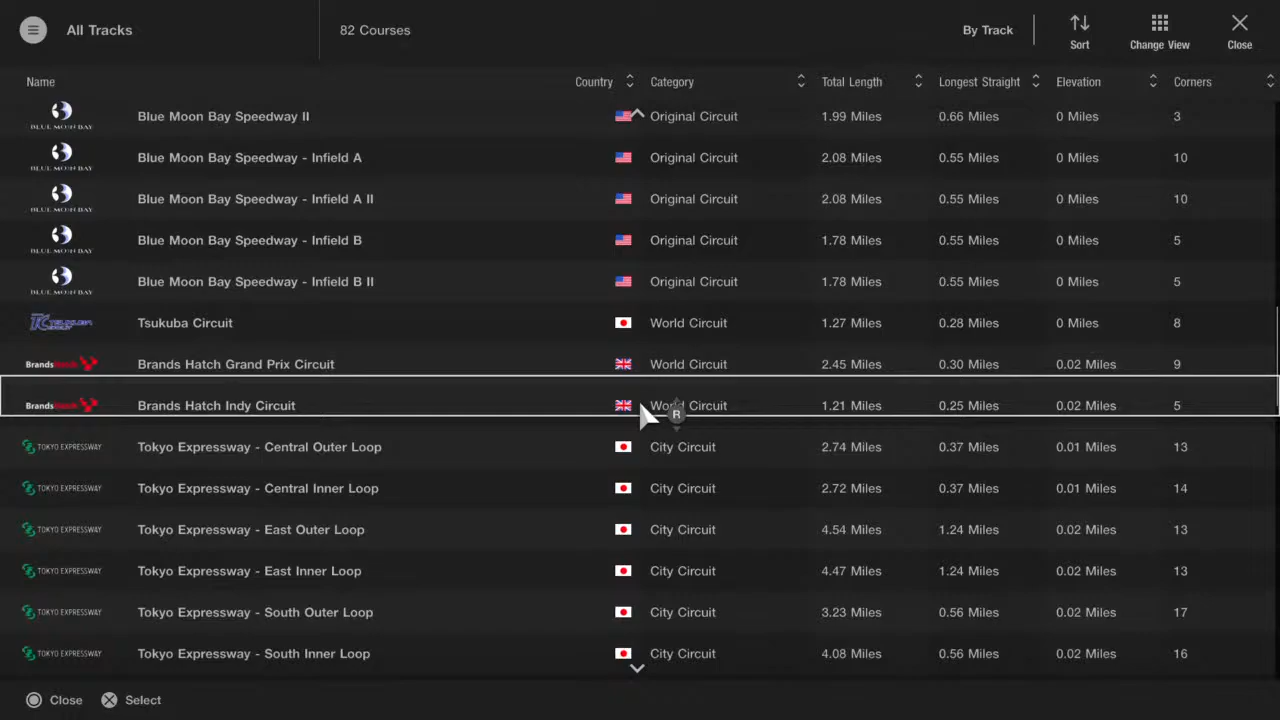 All Tracks 82 Courses By Track Sort Change View Close
Name Country Category Total Length Longest Straight Elevation Corners
BLUE MOON BAY Blue Moon Bay Speedway II Original Circuit 1.99 Miles 0.66 Miles 0 Miles 3
BLUE MOON BAY Blue Moon Bay Speedway - Infield A Original Circuit 2.08 Miles 0.55 Miles 0 Miles 10
BLUE MOON BAY Blue Moon Bay Speedway - Infield A II Original Circuit 2.08 Miles 0.55 Miles 0 Miles 10
BLUE MOON BAY Blue Moon Bay Speedway - Infield B Original Circuit 1.78 Miles 0.55 Miles 0 Miles 5
BLUE MOON BAY Blue Moon Bay Speedway - Infield B II Original Circuit 1.78 Miles 0.55 Miles 0 Miles 5
Tsukuba Circuit World Circuit 1.27 Miles 0.28 Miles 0 Miles 8
Brands Hatch Brands Hatch Grand Prix Circuit World Circuit 2.45 Miles 0.30 Miles 0.02 Miles 9
Brands Hatch Brands Hatch Indy Circuit World Circuit R 1.21 Miles 0.25 Miles 0.02 Miles 5
TOKYO EXPRESSWAY Tokyo Expressway - Central Outer Loop City Circuit 2.74 Miles 0.37 Miles 0.01 Miles 13
TOKYO EXPRESSWAY Tokyo Expressway - Central Inner Loop City Circuit 2.72 Miles 0.37 Miles 0.01 Miles 14
TOKYO EXPRESSWAY Tokyo Expressway - East Outer Loop City Circuit 4.54 Miles 1.24 Miles 0.02 Miles 13
TOKYO EXPRESSWAY Tokyo Expressway - East Inner Loop City Circuit 4.47 Miles 1.24 Miles 0.02 Miles 13
TOKYO EXPRESSWAY Tokyo Expressway - South Outer Loop City Circuit 3.23 Miles 0.56 Miles 0.02 Miles 17
TOKYO EXPRESSWAY Tokyo Expressway - South Inner Loop City Circuit 4.08 Miles 0.56 Miles 0.02 Miles 16
Close Select